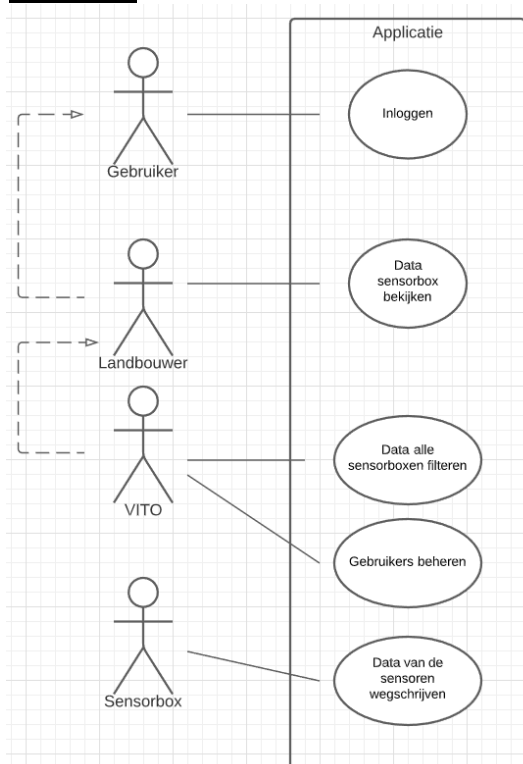 Applicatie
Inloggen
Gebruiker
Data
sensorbox
bekijken
Landbouwer
Data alle
sensorboxen filteren
VITO
Gebruikers beheren
Data van de
sensoren
wegschrijven
Sensorbox